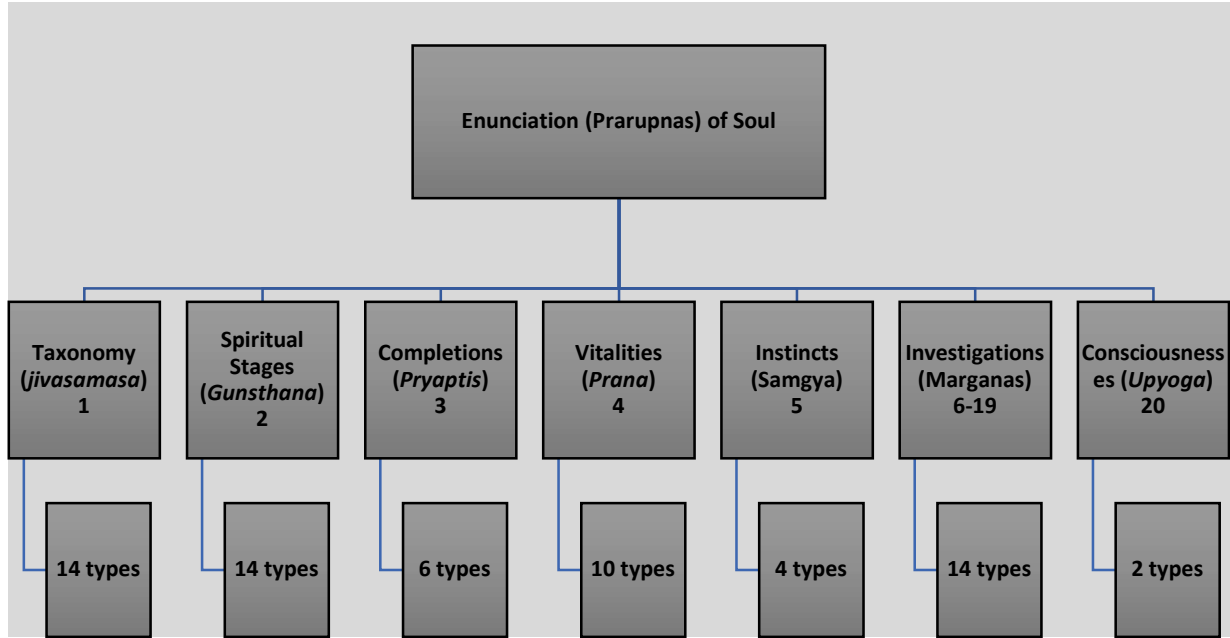 Enunciation (Prarupnas) of Soul
Taxonomy
(jivasamasa)
1
Spiritual
Stages
(Gunsthana)
2
Completions
(Pryaptis)
3
Vitalities
(Prana)
4
Instincts
(Samgya)
5
Investigations
(Marganas)
6-19
Consciousness
es (Upyoga)
20
14 types
14 types
6 types
10 types
4 types
14 types
2 types